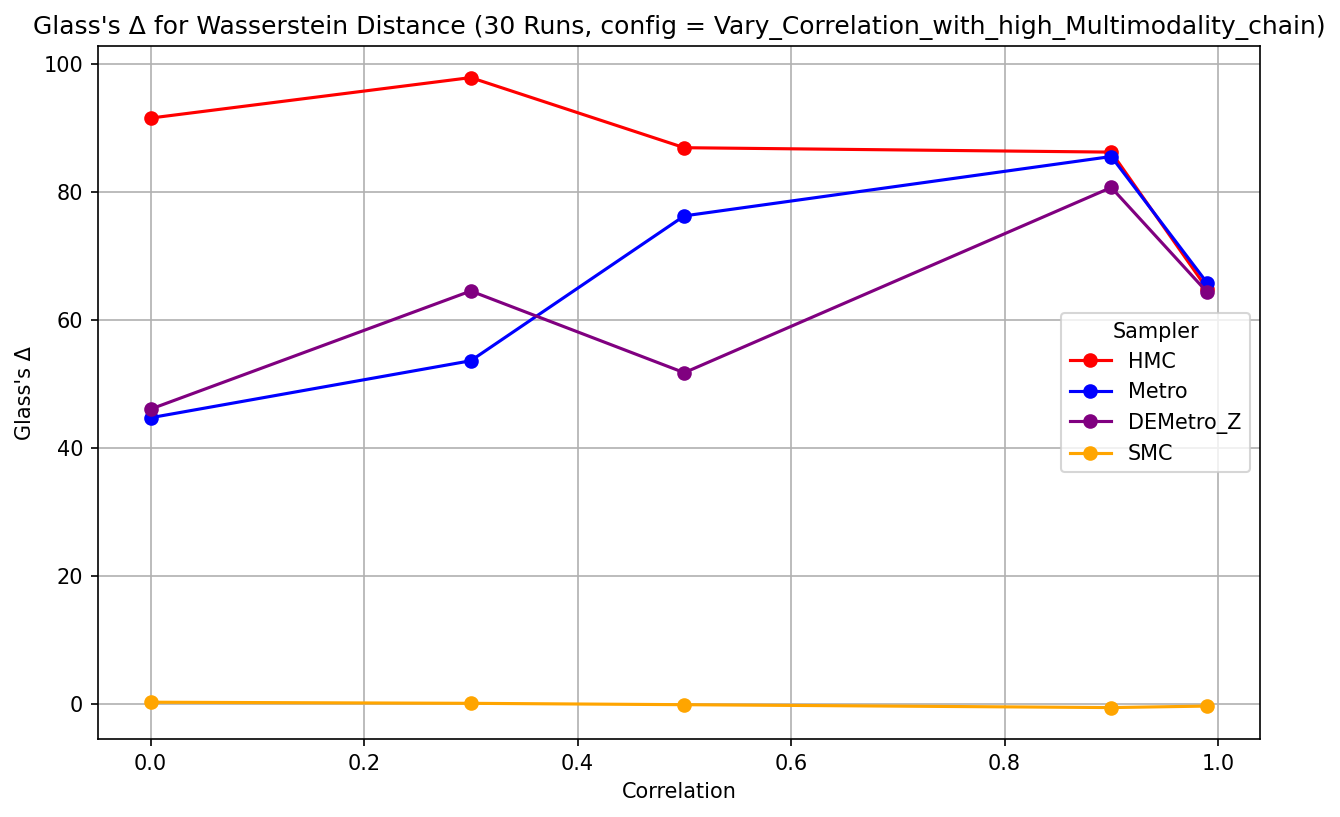 Glass's Δ for Wasserstein Distance (30 Runs, config = Vary_Correlation_with_high_Multimodality_chain)
Glass's Δ
100
80
60
40
20
0
Sampler
HMC
Metro
DEMetro_Z
SMC
0.0 0.2 0.4 0.6 0.8 1.0
Correlation